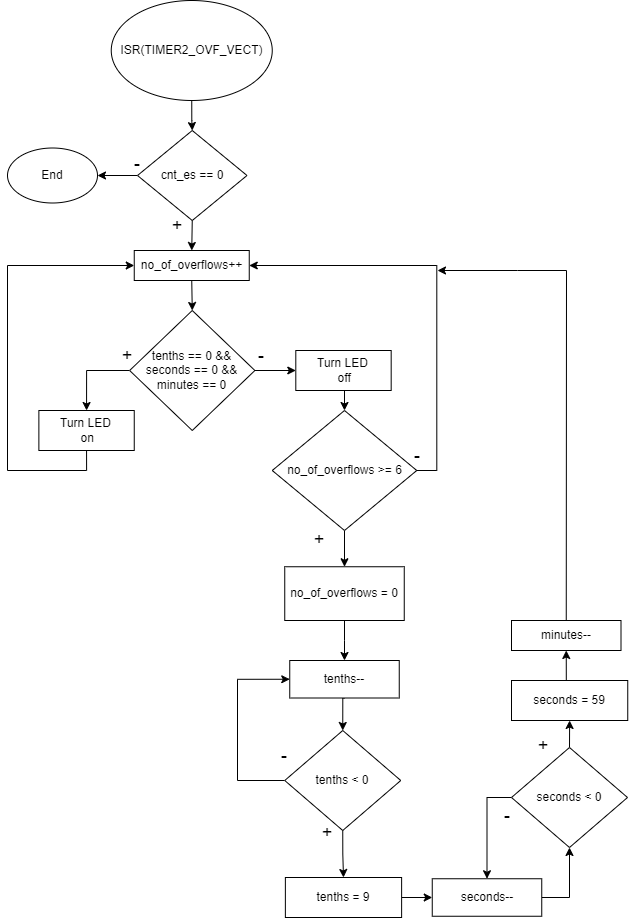 ISR(TIMER2_OVF_VECT)
-
End
cnt_es == 0
+
no_of_overflows++
+
tenths == 0 &&
seconds == 0 &&
minutes == 0
-
Turn LED
off
Turn LED
on
no_of_overflows >= 6
-
+
no_of_overflows = 0
minutes--
tenths--
seconds = 59
+
-
tenths < 0
seconds < 0
-
+
tenths = 9
seconds--